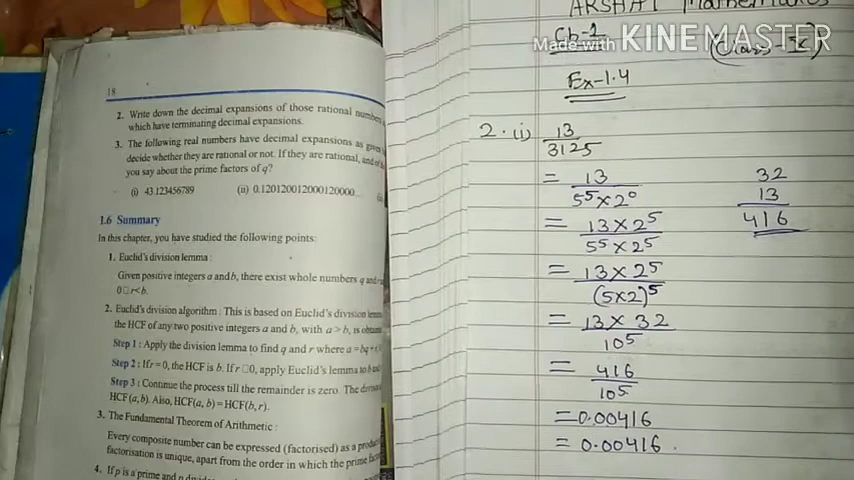 18
2. Write down the decimal expansions of those rational numbers
which have terminating decimal expansions.
3. The following real numbers have decimal expansions as given
decide whether they are rational or not. If they are rational, and
you say about the prime factors of q?
(i) 43.123456789 (ii) 0.120120012000120000...
1.6 Summary
In this chapter, you have studied the following points:
1. Euclid's division lemma :
Given positive integers a and b, there exist whole numbers q and
0 □ r < b.
2. Euclid's division algorithm : This is based on Euclid's division
the HCF of any two positive integers a and b, with a > b, is
Step 1 : Apply the division lemma to find q and r where a = bq +
Step 2 : If r = 0, the HCF is b. If r □ 0, apply Euclid's lemma to b
Step 3 : Continue the process till the remainder is zero. The
HCF (a, b). Also, HCF(a, b) = HCF(b, r).
3. The Fundamental Theorem of Arithmetic :
Every composite number can be expressed (factorised) as a
factorisation is unique, apart from the order in which the prime
4. If p is a prime and
Mathematics
Made with KINEMASTER
Ch-1
(Class - X)
Ex-1.4
2. (i) 13/3125
= 13/5⁵×2⁰
= 13×2⁵/5⁵×2⁵
= 13×2⁵/(5×2)⁵
= 13×32/10⁵
= 416/10⁵
= 0.00416
= 0.00416.
32
13
416